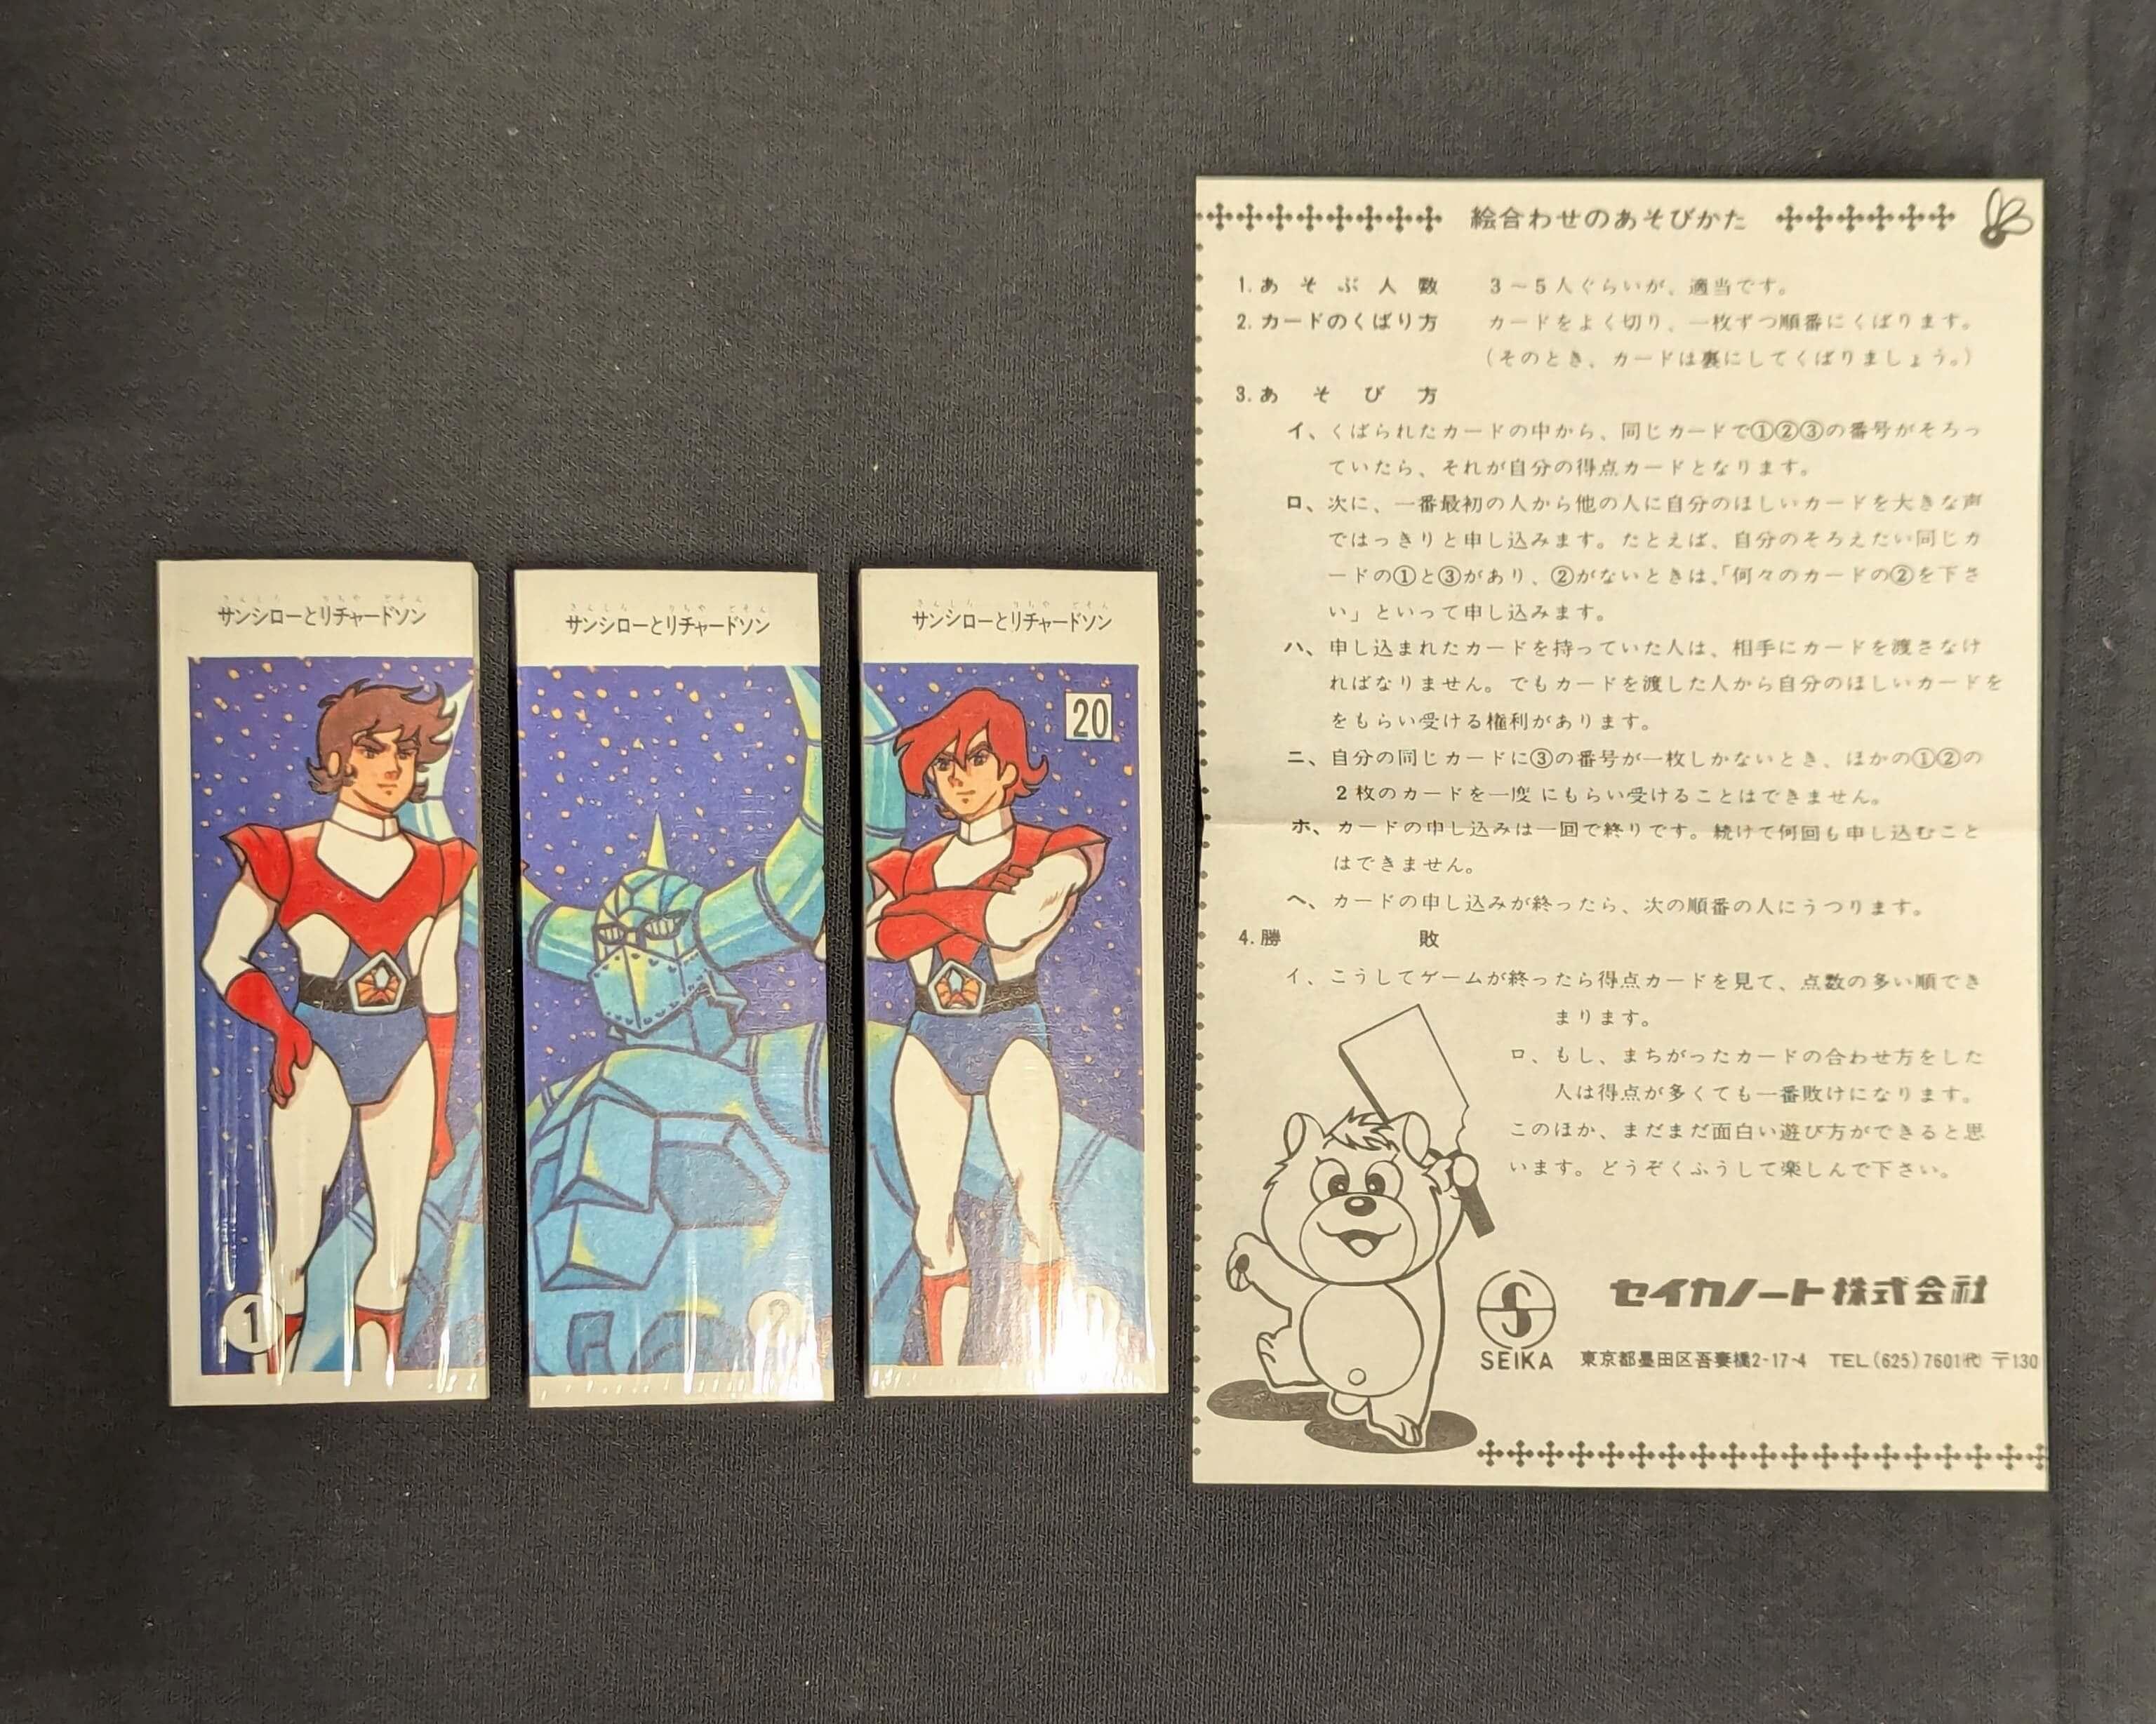 サンシローとリチャードソン
1
サンシローとリチャードソン
2
サンシローとリチャードソン
20
絵合わせのあそびかた
1.あそぶ人数 3～5人ぐらいが、適当です。
2.カードのくばり方 カードをよく切り、一枚ずつ順番にくばります。
(そのとき、カードは裏にしてくばりましょう。)
3.あそび方
イ、くばられたカードの中から、同じカードで①②③の番号がそろっ
ていたら、それが自分の得点カードとなります。
ロ、次に、一番最初の人から他の人に自分のほしいカードを大きな声
ではっきりと申し込みます。たとえば、自分のそろえたい同じカ
ードの①と③があり、②がないときは、「何々のカードの②を下さ
い」といって申し込みます。
ハ、申し込まれたカードを持っていた人は、相手にカードを渡さなけ
ればなりません。でもカードを渡した人から自分のほしいカードを
をもらい受ける権利があります。
ニ、自分の同じカードに③の番号が一枚しかないとき、ほかの①②の
2枚のカードを一度にもらい受けることはできません。
ホ、カードの申し込みは一回で終りです。続けて何回も申し込むこと
はできません。
ヘ、カードの申し込みが終ったら、次の順番の人にうつります。
4.勝敗
イ、こうしてゲームが終ったら得点カードを見て、点数の多い順でき
まります。
ロ、もし、まちがったカードの合わせ方をした
人は得点が多くても一番敗けになります。
このほか、まだまだ面白い遊び方ができると思
います。どうぞくふうして楽しんで下さい。
セイカノート株式会社
SEIKA 東京都墨田区吾妻橋2-17-4 TEL(625)7601代 〒130